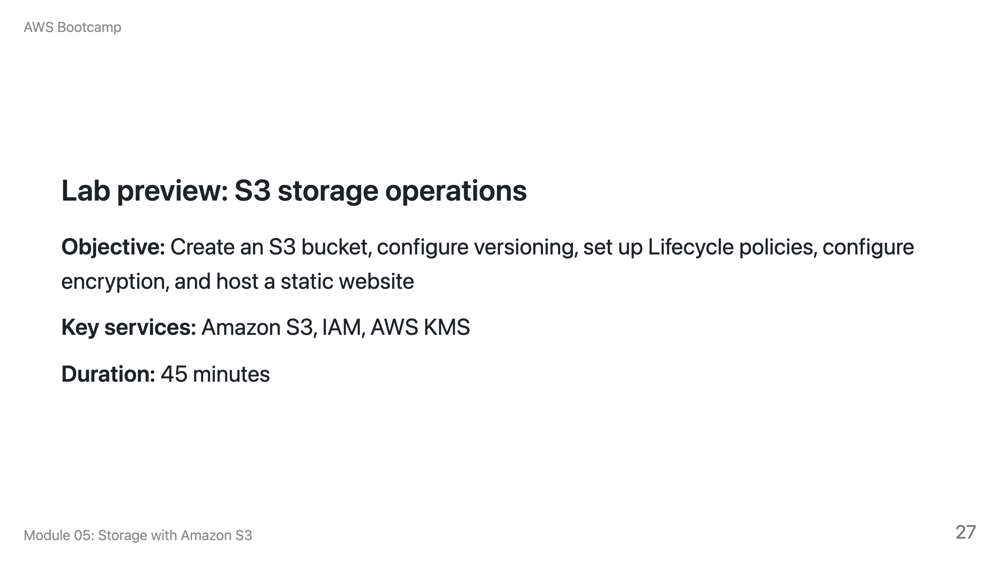 AWS Bootcamp
Lab preview: S3 storage operations
Objective: Create an S3 bucket, configure versioning, set up Lifecycle policies, configure
encryption, and host a static website
Key services: Amazon S3, IAM, AWS KMS
Duration: 45 minutes
Module 05: Storage with Amazon S3
27